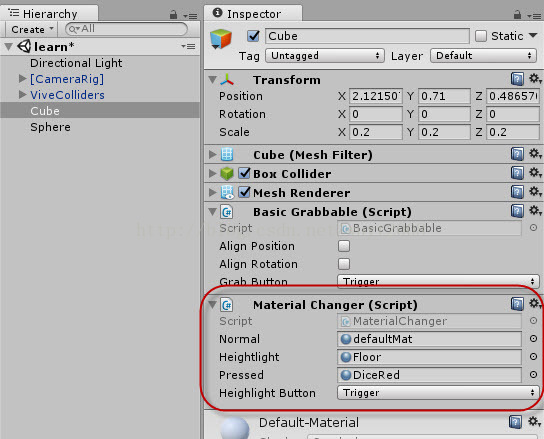 Hierarchy
Create
All
learn*
Directional Light
[CameraRig]
ViveColliders
Cube
Sphere
Inspector
Cube
Static
Tag Untagged Layer Default
Transform
Position X 2.12150 Y 0.71 Z 0.48657
Rotation X 0 Y 0 Z 0
Scale X 0.2 Y 0.2 Z 0.2
Cube (Mesh Filter)
Box Collider
Mesh Renderer
Basic Grabbable (Script)
Script BasicGrabbable
Align Position
Align Rotation
Grab Button Trigger
Material Changer (Script)
Script MaterialChanger
Normal defaultMat
Heightlight Floor
Pressed DiceRed
Highlight Button Trigger
Default-Material